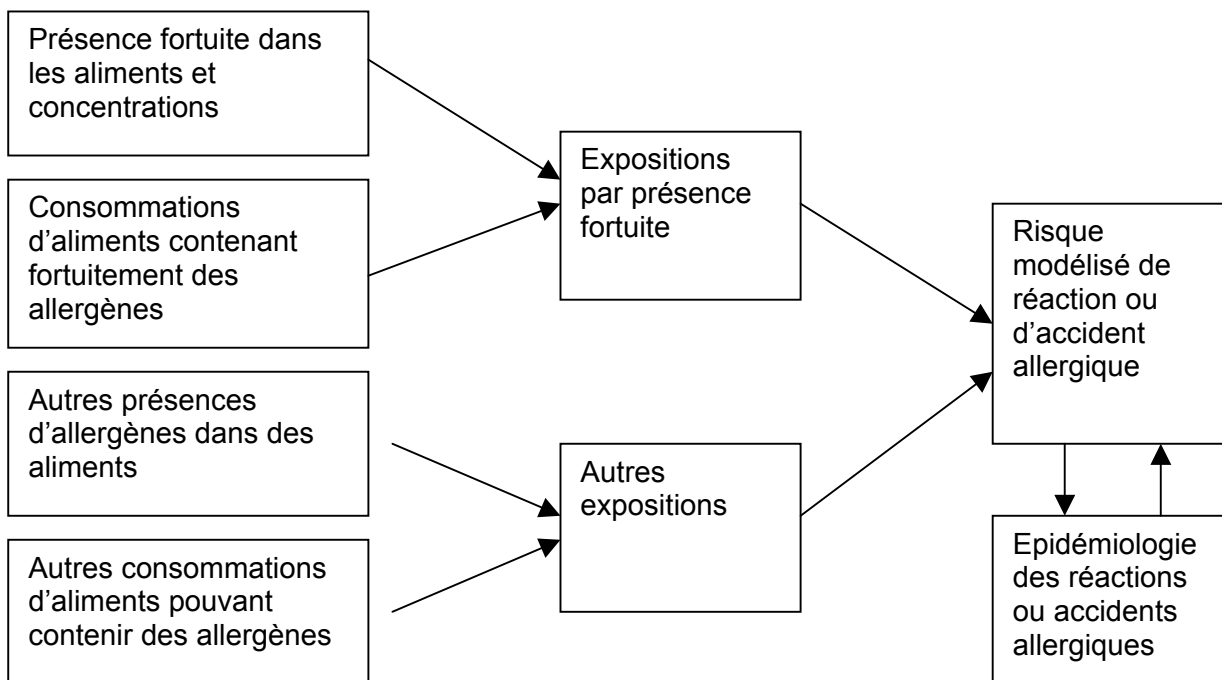 Présence fortuite dans
les aliments et
concentrations
Consommations
d’aliments contenant
fortuitement des
allergènes
Autres présences
d’allergènes dans des
aliments
Autres consommations
d’aliments pouvant
contenir des allergènes
Expositions
par présence
fortuite
Autres
expositions
Risque
modélisé de
réaction ou
d’accident
allergique
Epidémiologie
des réactions
ou accidents
allergiques